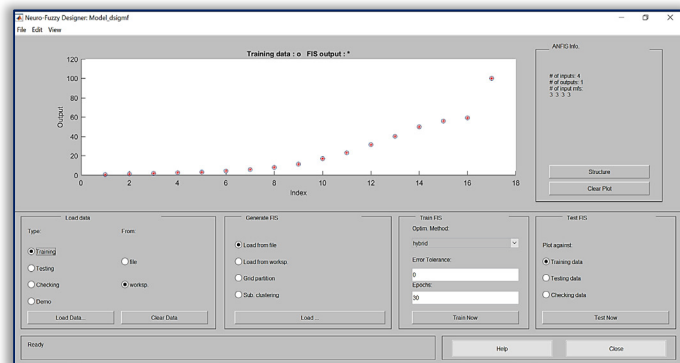 Neuro-Fuzzy Designer: Model_dsigmf
File Edit View
Training data : o FIS output : *
Output
120
100
80
60
40
20
0
0 2 4 6 8 10 12 14 16 18
Index
ANFIS Info.
# of inputs: 4
# of outputs: 1
# of input mfs:
3 3 3 3
Structure
Clear Plot
Load data
Type:
From:
Training
Testing
Checking
Demo
file
worksp.
Load Data...
Clear Data
Generate FIS
Load from file
Load from worksp.
Grid partition
Sub. clustering
Load ...
Train FIS
Optim. Method:
hybrid
Error Tolerance:
0
Epochs:
30
Train Now
Test FIS
Plot against:
Training data
Testing data
Checking data
Test Now
Ready
Help
Close